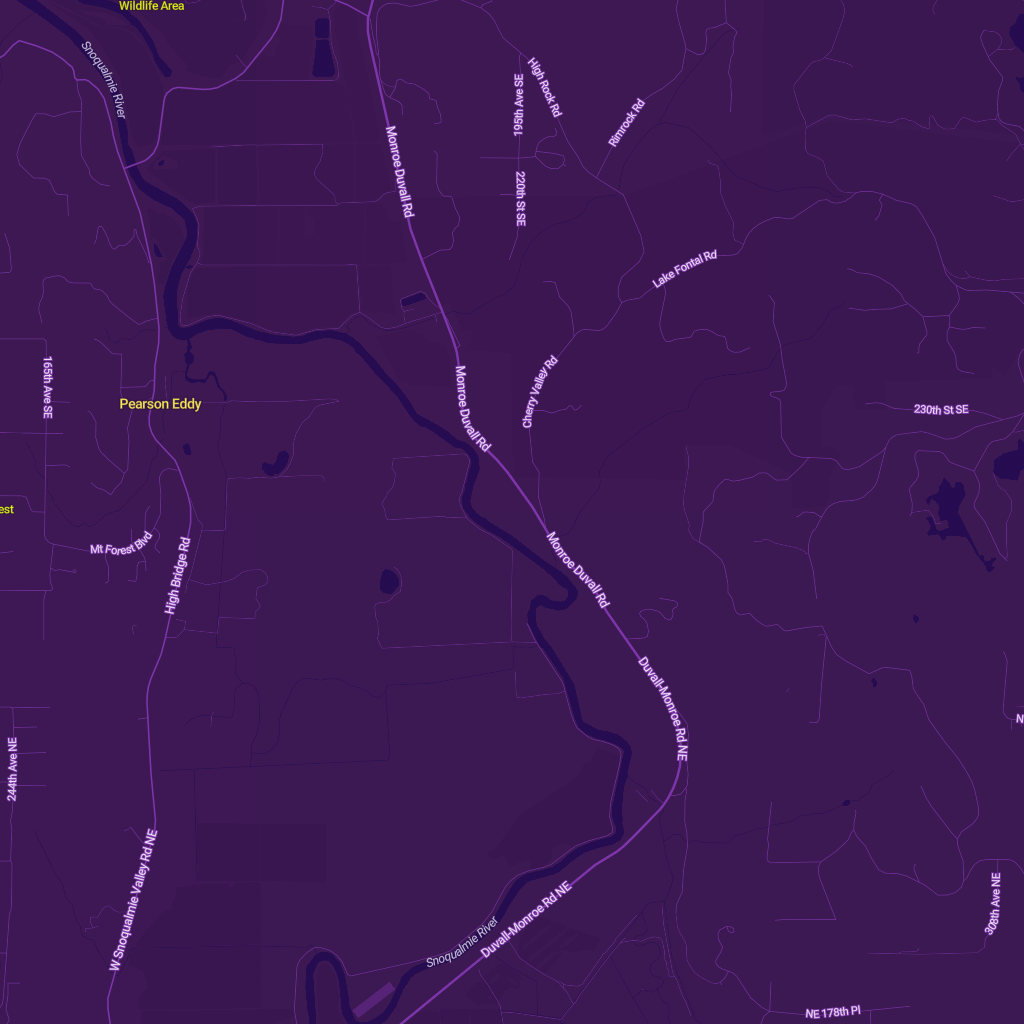 Wildlife Area
Snoqualmie River
High Rock Rd
195th Ave SE
Rimrock Rd
Monroe Duvall Rd
220th St SE
Lake Fontal Rd
165th Ave SE
Monroe Duvall Rd
Cherry Valley Rd
Pearson Eddy
230th St SE
est
Mt Forest Blvd
High Bridge Rd
Monroe Duvall Rd
Duvall-Monroe Rd NE
N
244th Ave NE
W Snoqualmie Valley Rd NE
Duvall-Monroe Rd NE
308th Ave NE
Snoqualmie River
NE 178th Pl